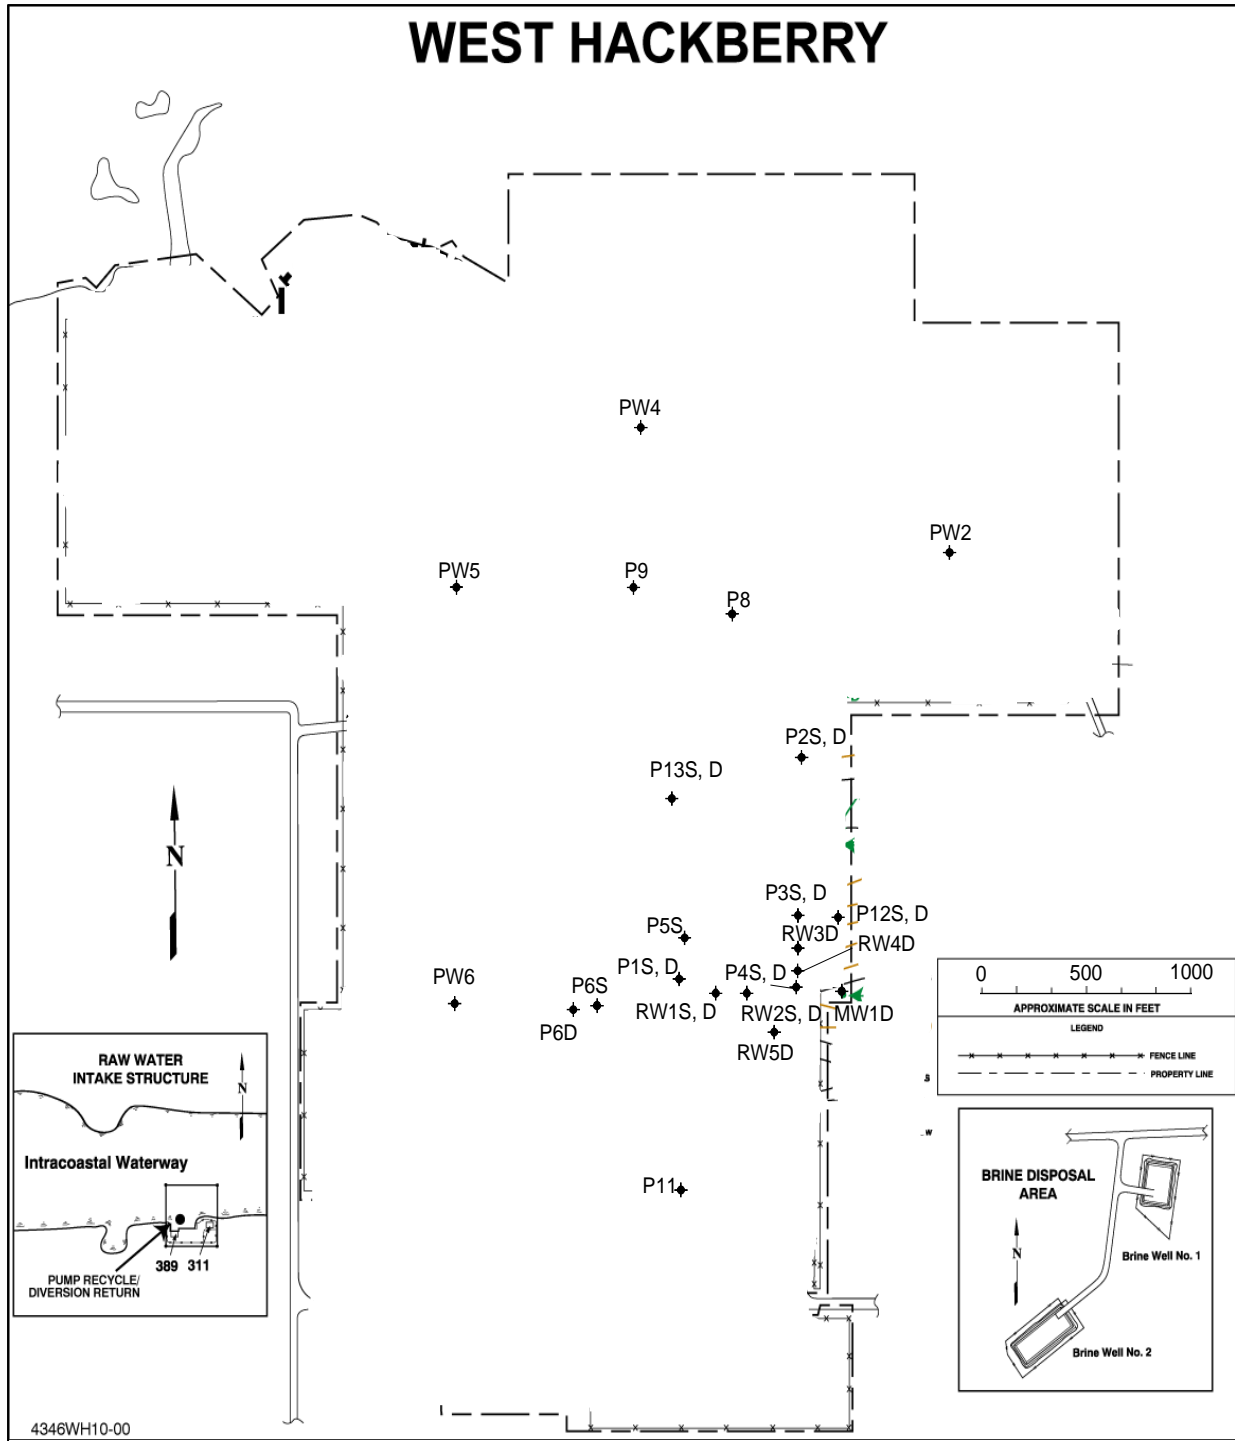 WEST HACKBERRY
PW4
PW2
PW5
P9
P8
P2S, D
P13S, D
N
P3S, D
P12S, D
P5S
RW3D
RW4D
P1S, D
P4S, D
PW6
P6S
RW1S, D
RW2S, D
MW1D
P6D
RW5D
0 500 1000
APPROXIMATE SCALE IN FEET
LEGEND
FENCE LINE
PROPERTY LINE
S
W
RAW WATER
INTAKE STRUCTURE
N
Intracoastal Waterway
389 311
PUMP RECYCLE/
DIVERSION RETURN
P11
BRINE DISPOSAL
AREA
N
Brine Well No. 1
Brine Well No. 2
4346WH10-00